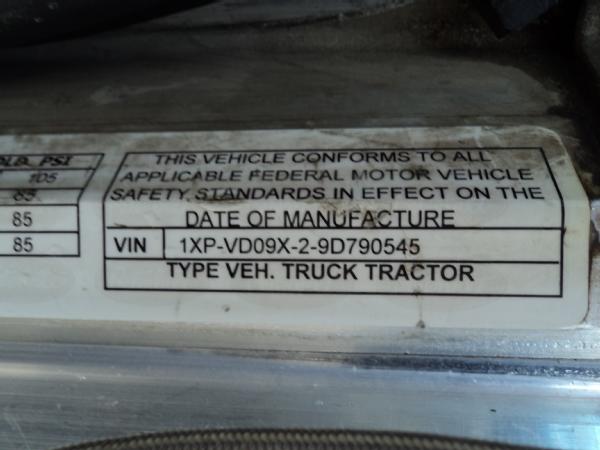 PSI
105
85
85
85
THIS VEHICLE CONFORMS TO ALL
APPLICABLE FEDERAL MOTOR VEHICLE
SAFETY STANDARDS IN EFFECT ON THE
DATE OF MANUFACTURE
VIN 1XP-VD09X-2-9D790545
TYPE VEH. TRUCK TRACTOR